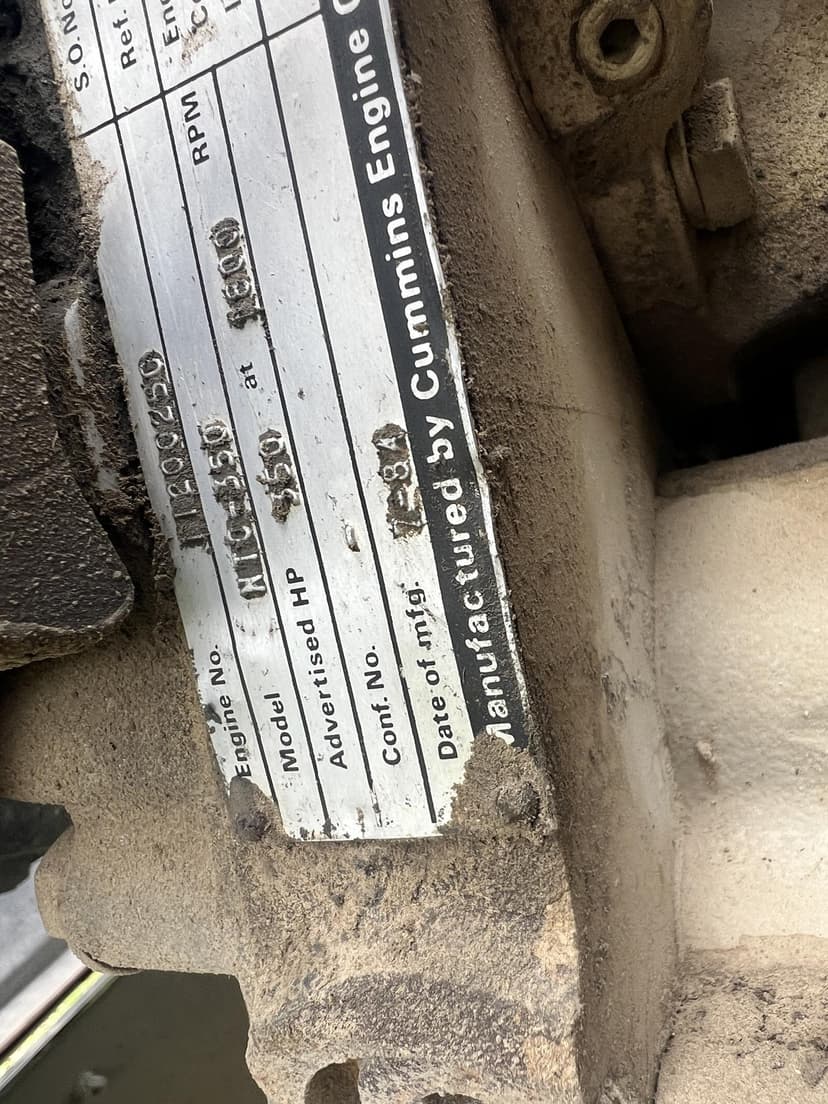 Engine No. 11200250
Model NTC-350
Advertised HP 350 at 1800 RPM
Conf. No. -
Date of mfg. 7-84
Manufactured by Cummins Engine C
S.O. No
Ref.